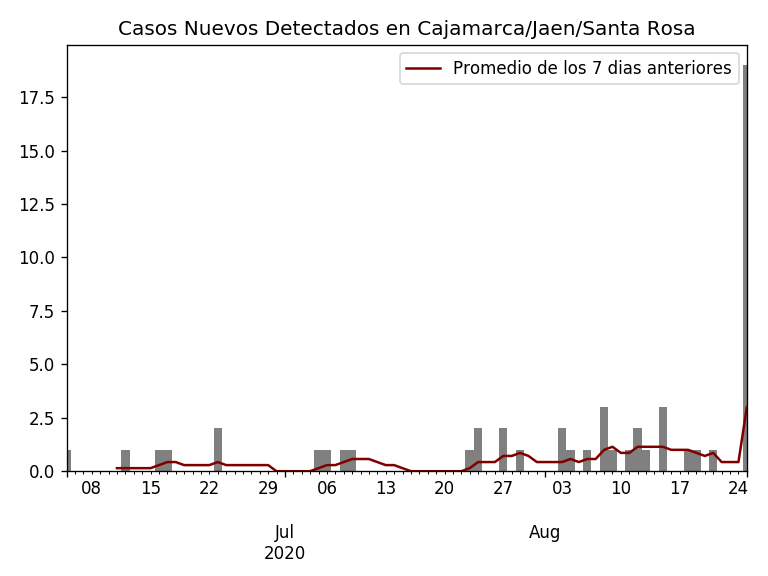 Casos Nuevos Detectados en Cajamarca/Jaen/Santa Rosa
Promedio de los 7 dias anteriores
17.5
15.0
12.5
10.0
7.5
5.0
2.5
0.0
08 15 22 29 06 13 20 27 03 10 17 24
Jul Aug
2020